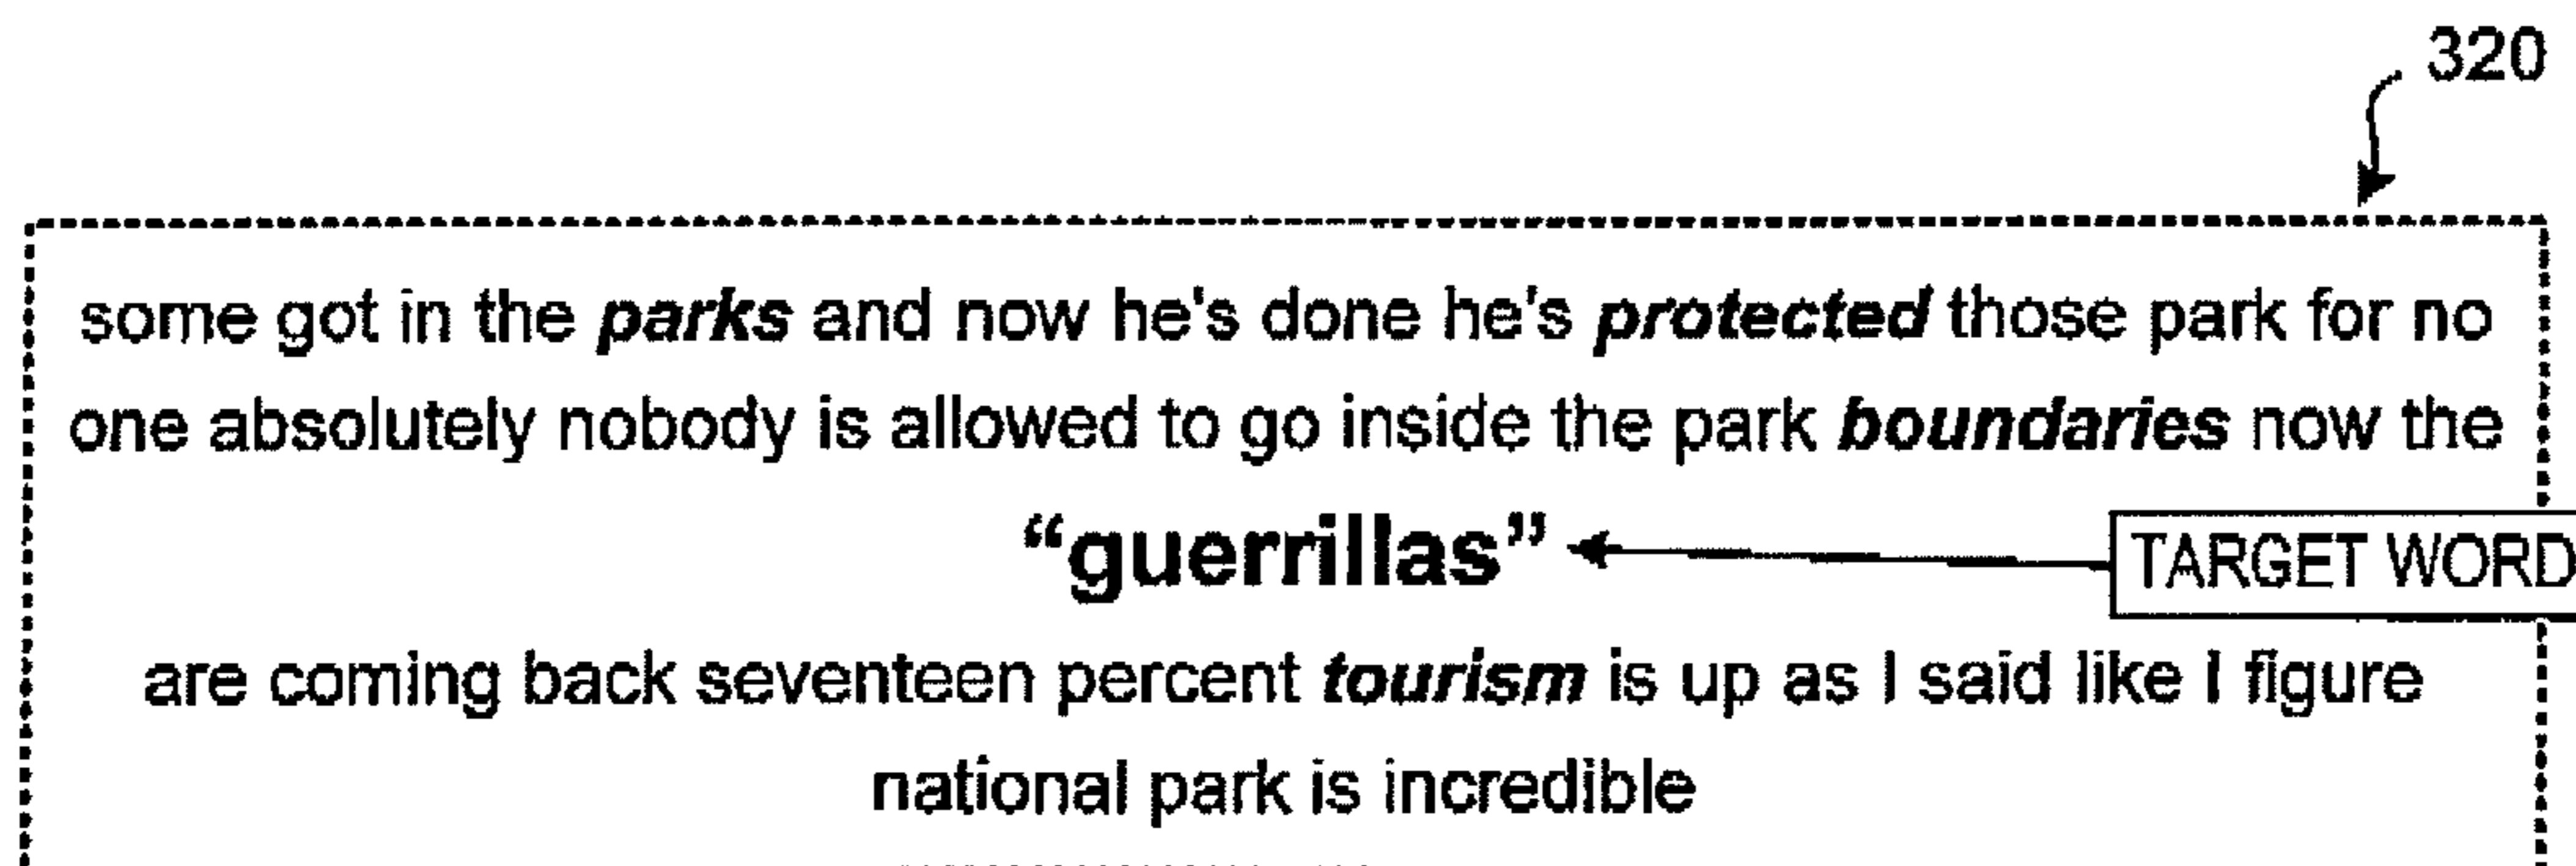 320
some got in the parks and now he's done he's protected those park for no
one absolutely nobody is allowed to go inside the park boundaries now the
“guerrillas”
TARGET WORD
are coming back seventeen percent tourism is up as I said like I figure
national park is incredible